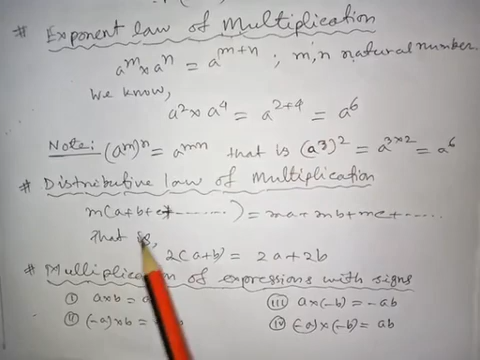 # Exponent law of Multiplication
a^m × a^n = a^(m+n) ; m, n natural number.
We know,
a^2 × a^4 = a^(2+4) = a^6
Note: (a^m)^n = a^(mn) that is (a^3)^2 = a^(3×2) = a^6
# Distributive law of Multiplication
m(a+b+c+.......) = ma+mb+mc+......
That is,
2(a+b) = 2a+2b
# Multiplication of expressions with signs
(i) a×b = a (iii) a×(-b) = -ab
(ii) (-a)×b = b (iv) (-a)×(-b) = ab